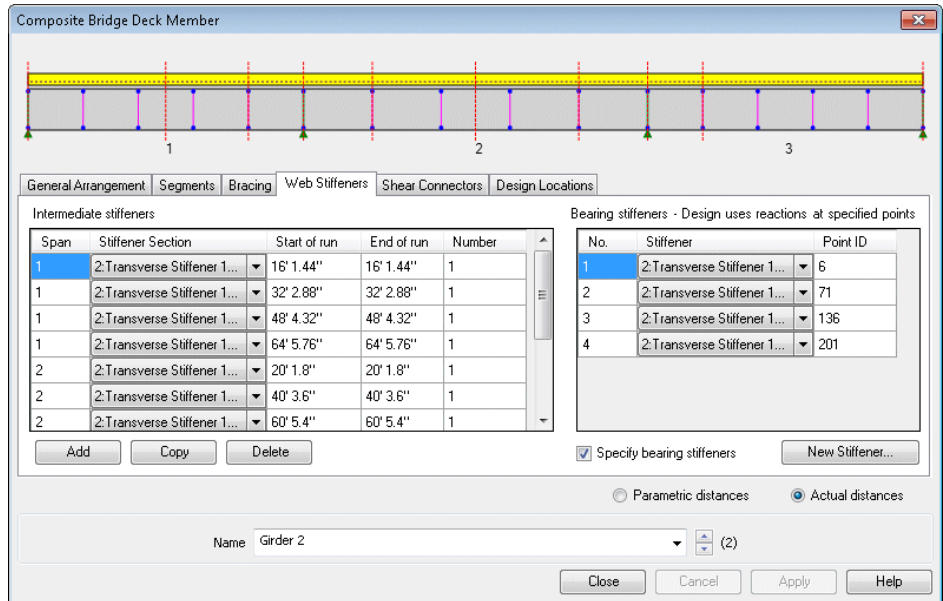 Composite Bridge Deck Member
1 2 3
General Arrangement Segments Bracing Web Stiffeners Shear Connectors Design Locations
Intermediate stiffeners
Span Stiffener Section Start of run End of run Number
1 2:Transverse Stiffener 1... 16' 1.44" 16' 1.44" 1
1 2:Transverse Stiffener 1... 32' 2.88" 32' 2.88" 1
1 2:Transverse Stiffener 1... 48' 4.32" 48' 4.32" 1
1 2:Transverse Stiffener 1... 64' 5.76" 64' 5.76" 1
2 2:Transverse Stiffener 1... 20' 1.8" 20' 1.8" 1
2 2:Transverse Stiffener 1... 40' 3.6" 40' 3.6" 1
2 2:Transverse Stiffener 1... 60' 5.4" 60' 5.4" 1
Add Copy Delete
Bearing stiffeners - Design uses reactions at specified points
No. Stiffener Point ID
1 2:Transverse Stiffener 1... 6
2 2:Transverse Stiffener 1... 71
3 2:Transverse Stiffener 1... 136
4 2:Transverse Stiffener 1... 201
Specify bearing stiffeners New Stiffener...
Parametric distances Actual distances
Name Girder 2 (2)
Close Cancel Apply Help